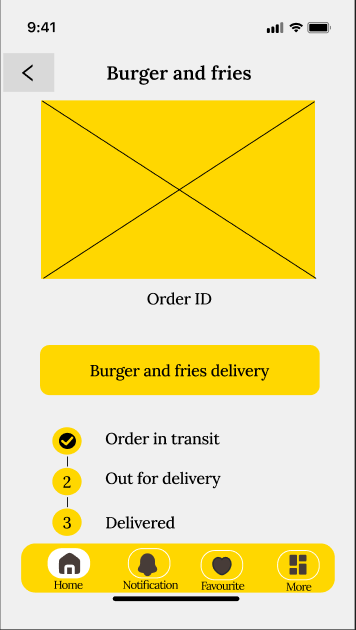 9:41
Burger and fries
Order ID
Burger and fries delivery
Order in transit
2 Out for delivery
3 Delivered
Home Notification Favourite More